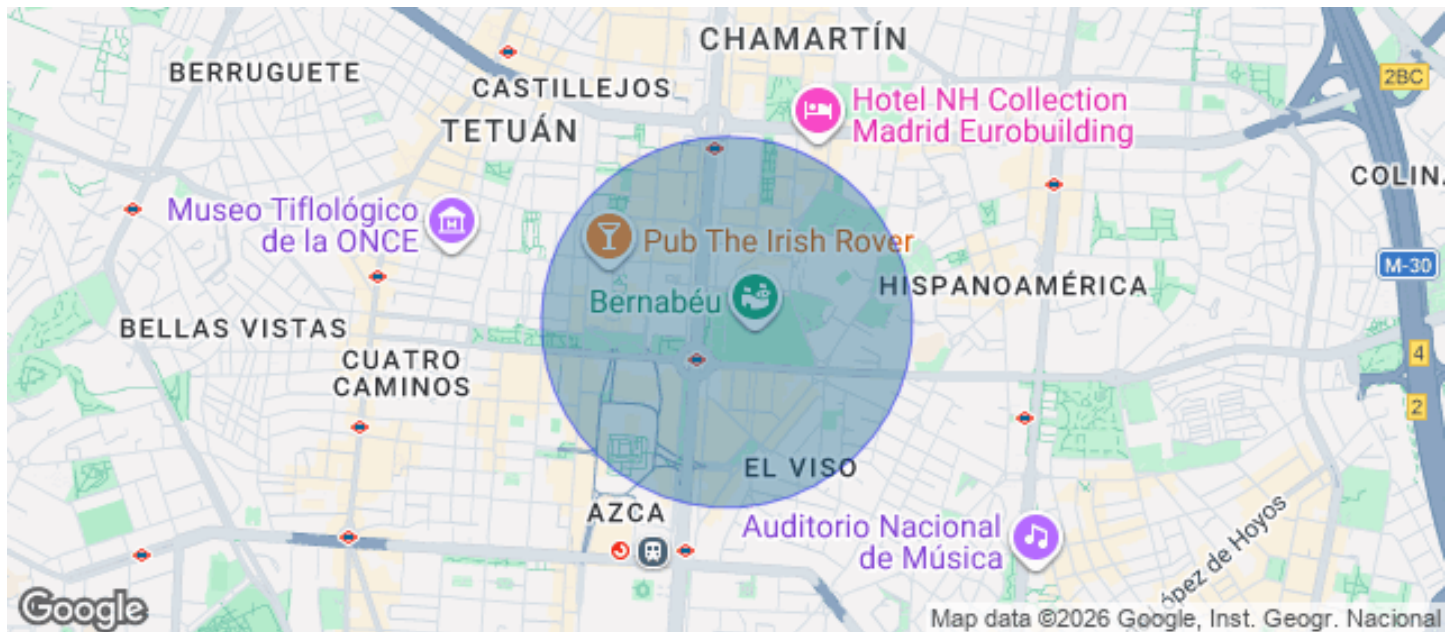 CHAMARTÍN
2BC
BERRUGUETE
CASTILLEJOS
Hotel NH Collection
Madrid Eurobuilding
TETUÁN
COLIN
Museo Tiflológico
de la ONCE
Pub The Irish Rover
M-30
Bernabéu
HISPANOAMÉRICA
BELLAS VISTAS
CUATRO
CAMINOS
4
2
EL VISO
AZCA
Auditorio Nacional
de Música
ópez de Hoyos
Google
Map data ©2026 Google, Inst. Geogr. Nacional